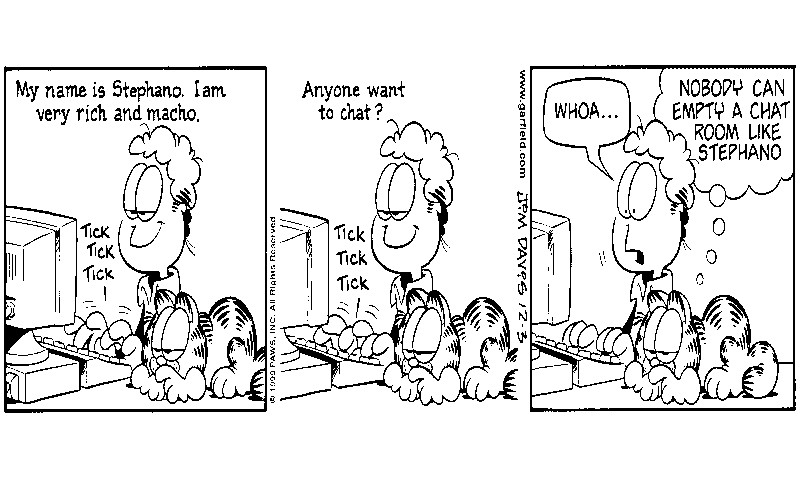 My name is Stephano. I am
very rich and macho.
TICK
TICK
TICK
© 1999 PAWS, INC. All Rights Reserved
Anyone want
to chat?
TICK
TICK
TICK
www.garfield.com
JIM DAVIS 12-3
WHOA...
NOBODY CAN
EMPTY A CHAT
ROOM LIKE
STEPHANO